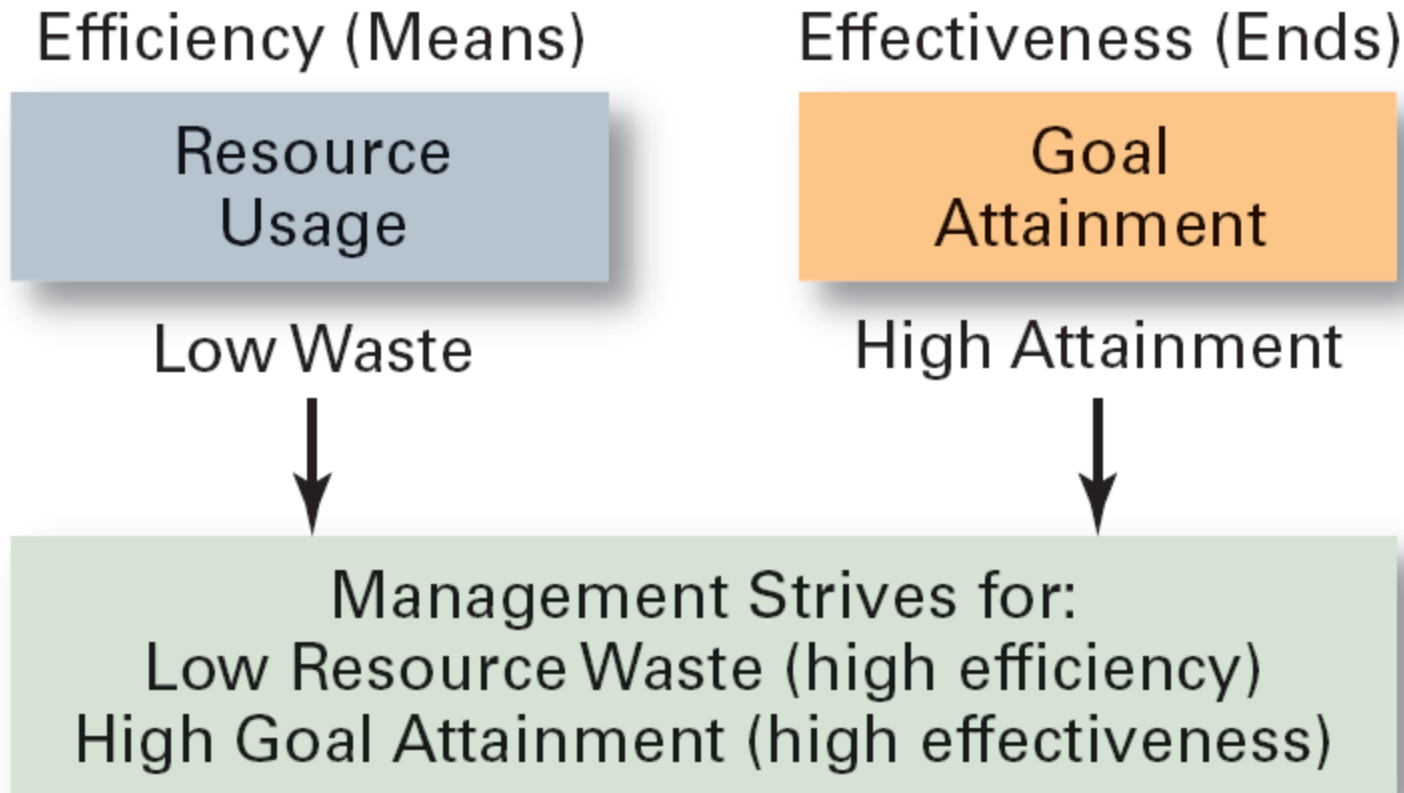 Efficiency (Means)
Effectiveness (Ends)
Resource
Usage
Goal
Attainment
Low Waste
High Attainment
Management Strives for:
Low Resource Waste (high efficiency)
High Goal Attainment (high effectiveness)